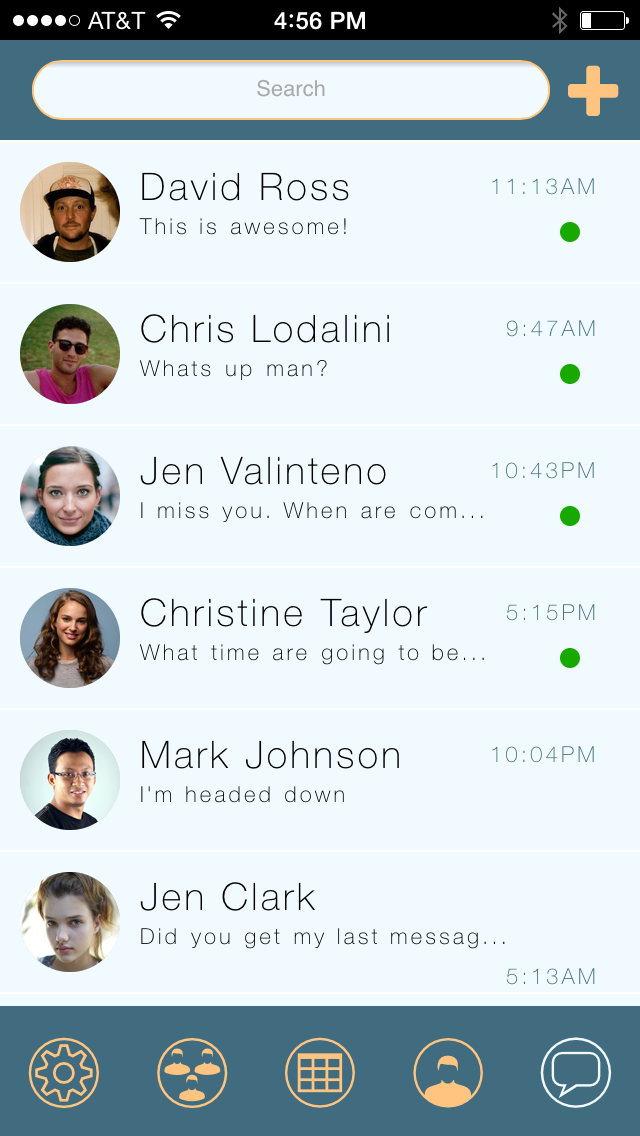 AT&T 4:56 PM
Search
David Ross 11:13AM
This is awesome!
Chris Lodalini 9:47AM
Whats up man?
Jen Valinteno 10:43PM
I miss you. When are com...
Christine Taylor 5:15PM
What time are going to be...
Mark Johnson 10:04PM
I'm headed down
Jen Clark
Did you get my last messag...
5:13AM